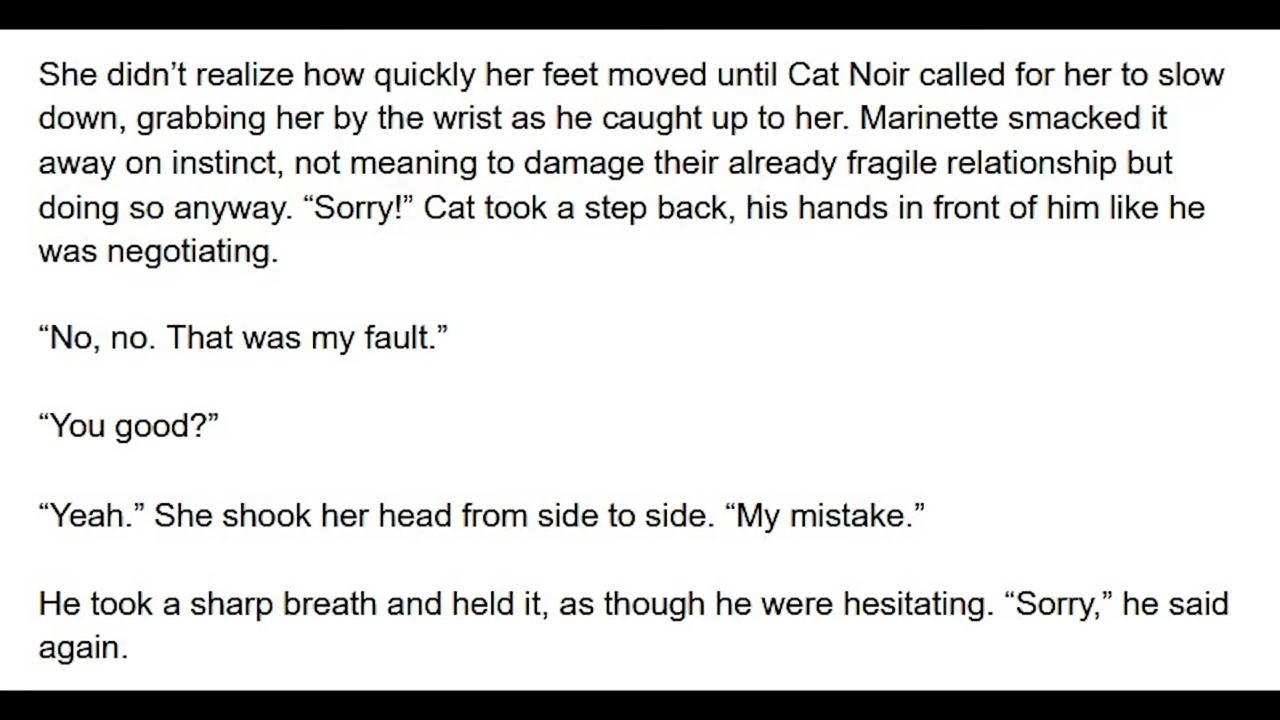 She didn’t realize how quickly her feet moved until Cat Noir called for her to slow
down, grabbing her by the wrist as he caught up to her. Marinette smacked it
away on instinct, not meaning to damage their already fragile relationship but
doing so anyway. “Sorry!” Cat took a step back, his hands in front of him like he
was negotiating.
“No, no. That was my fault.”
“You good?”
“Yeah.” She shook her head from side to side. “My mistake.”
He took a sharp breath and held it, as though he were hesitating. “Sorry,” he said
again.